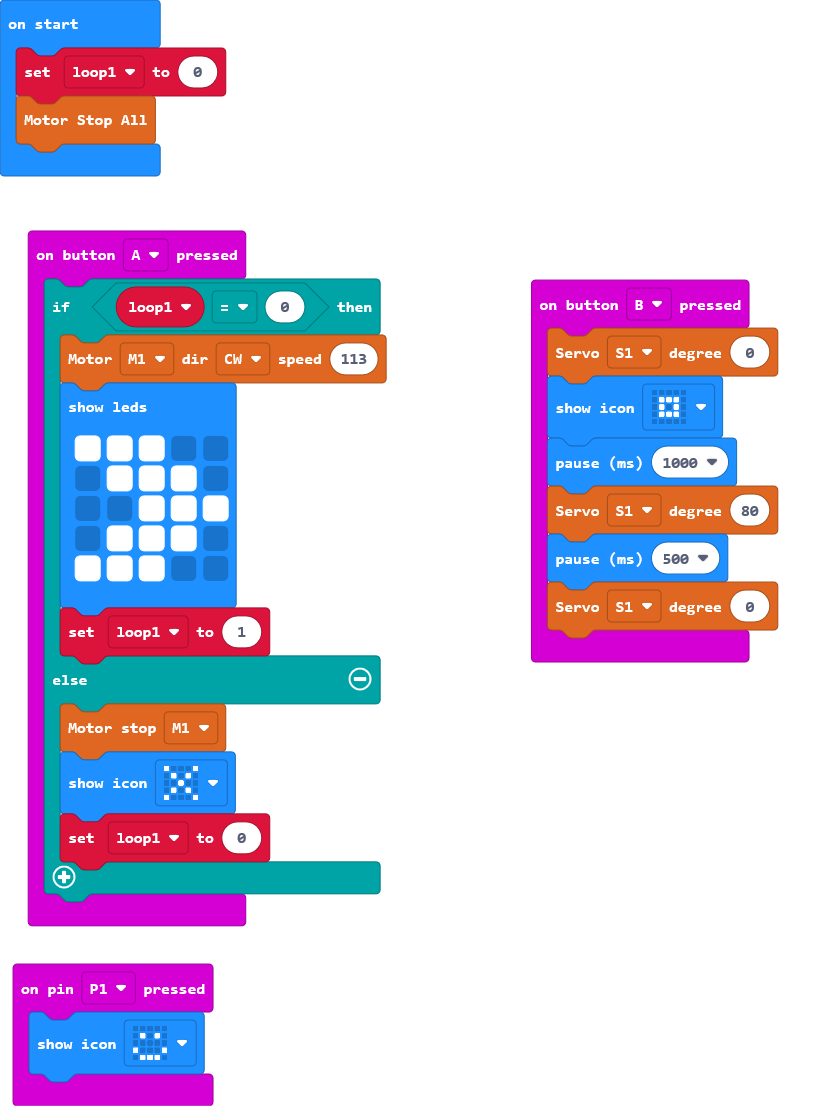 on start
set loop1 to 0
Motor Stop All
on button A pressed
if loop1 = 0 then
Motor M1 dir CW speed 113
show leds
set loop1 to 1
else
Motor stop M1
show icon
set loop1 to 0
on button B pressed
Servo S1 degree 0
show icon
pause (ms) 1000
Servo S1 degree 80
pause (ms) 500
Servo S1 degree 0
on pin P1 pressed
show icon